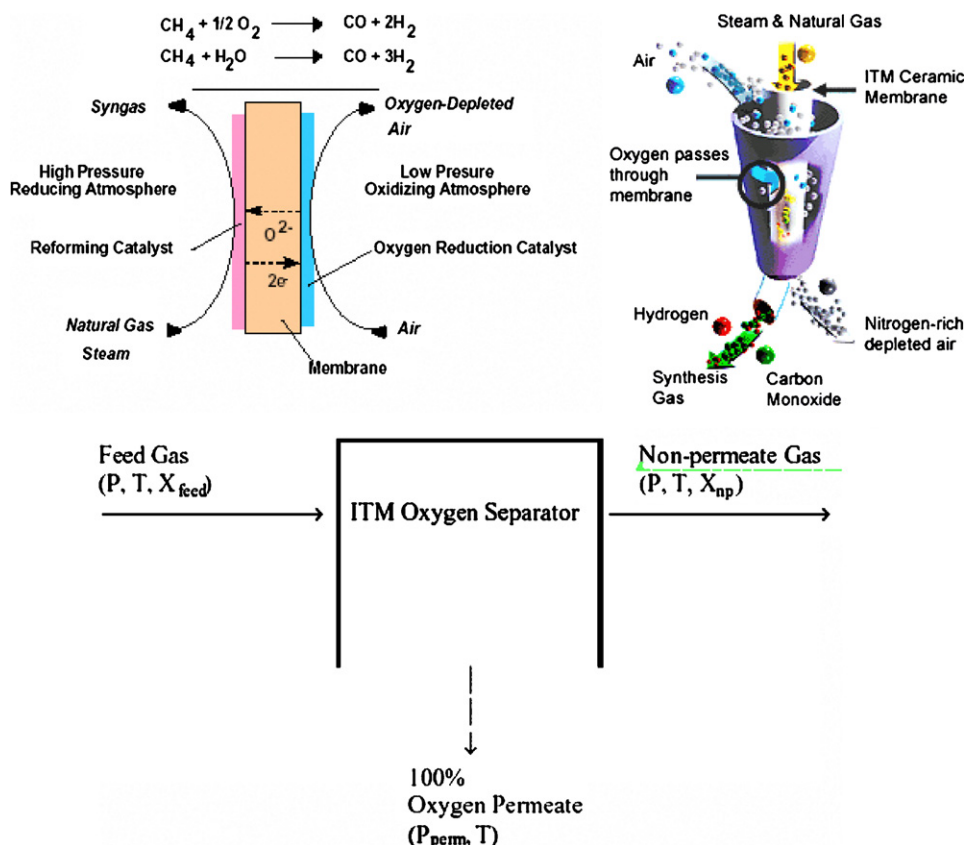 CH4 + 1/2 O2 → CO + 2H2
CH4 + H2O → CO + 3H2
Syngas
Oxygen-Depleted
Air
High Pressure
Reducing Atmosphere
Low Presure
Oxidizing Atmosphere
O2-
Reforming Catalyst
Oxygen Reduction Catalyst
2e-
Natural Gas
Steam
Air
Membrane
Steam & Natural Gas
Air
ITM Ceramic
Membrane
Oxygen passes
through
membrane
Hydrogen
Nitrogen-rich
depleted air
Synthesis
Gas
Carbon
Monoxide
Feed Gas
(P, T, Xfeed)
ITM Oxygen Separator
Non-permeate Gas
(P, T, Xnp)
100%
Oxygen Permeate
(Pperm, T)